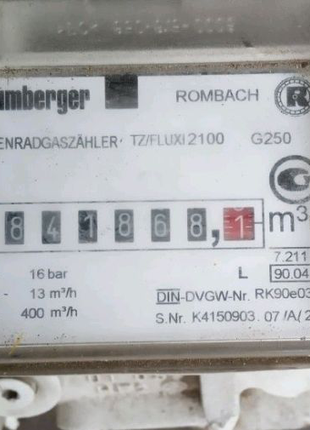 umberger ROMBACH R
ENRADGASZÄHLER TZ/FLUXI 2100 G250
G
841868,1 m³
7.211
16 bar L 90.04
13 m³/h DIN-DVGW-Nr. RK90e03
400 m³/h S.Nr. K4150903. 07 /A/ 2